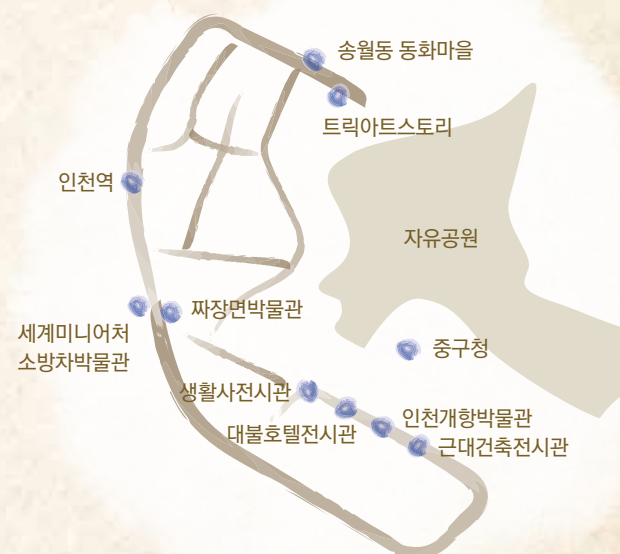 송월동 동화마을
트릭아트스토리
인천역
자유공원
짜장면박물관
세계미니어처
소방차박물관
중구청
생활사전시관
대불호텔전시관
인천개항박물관
근대건축전시관